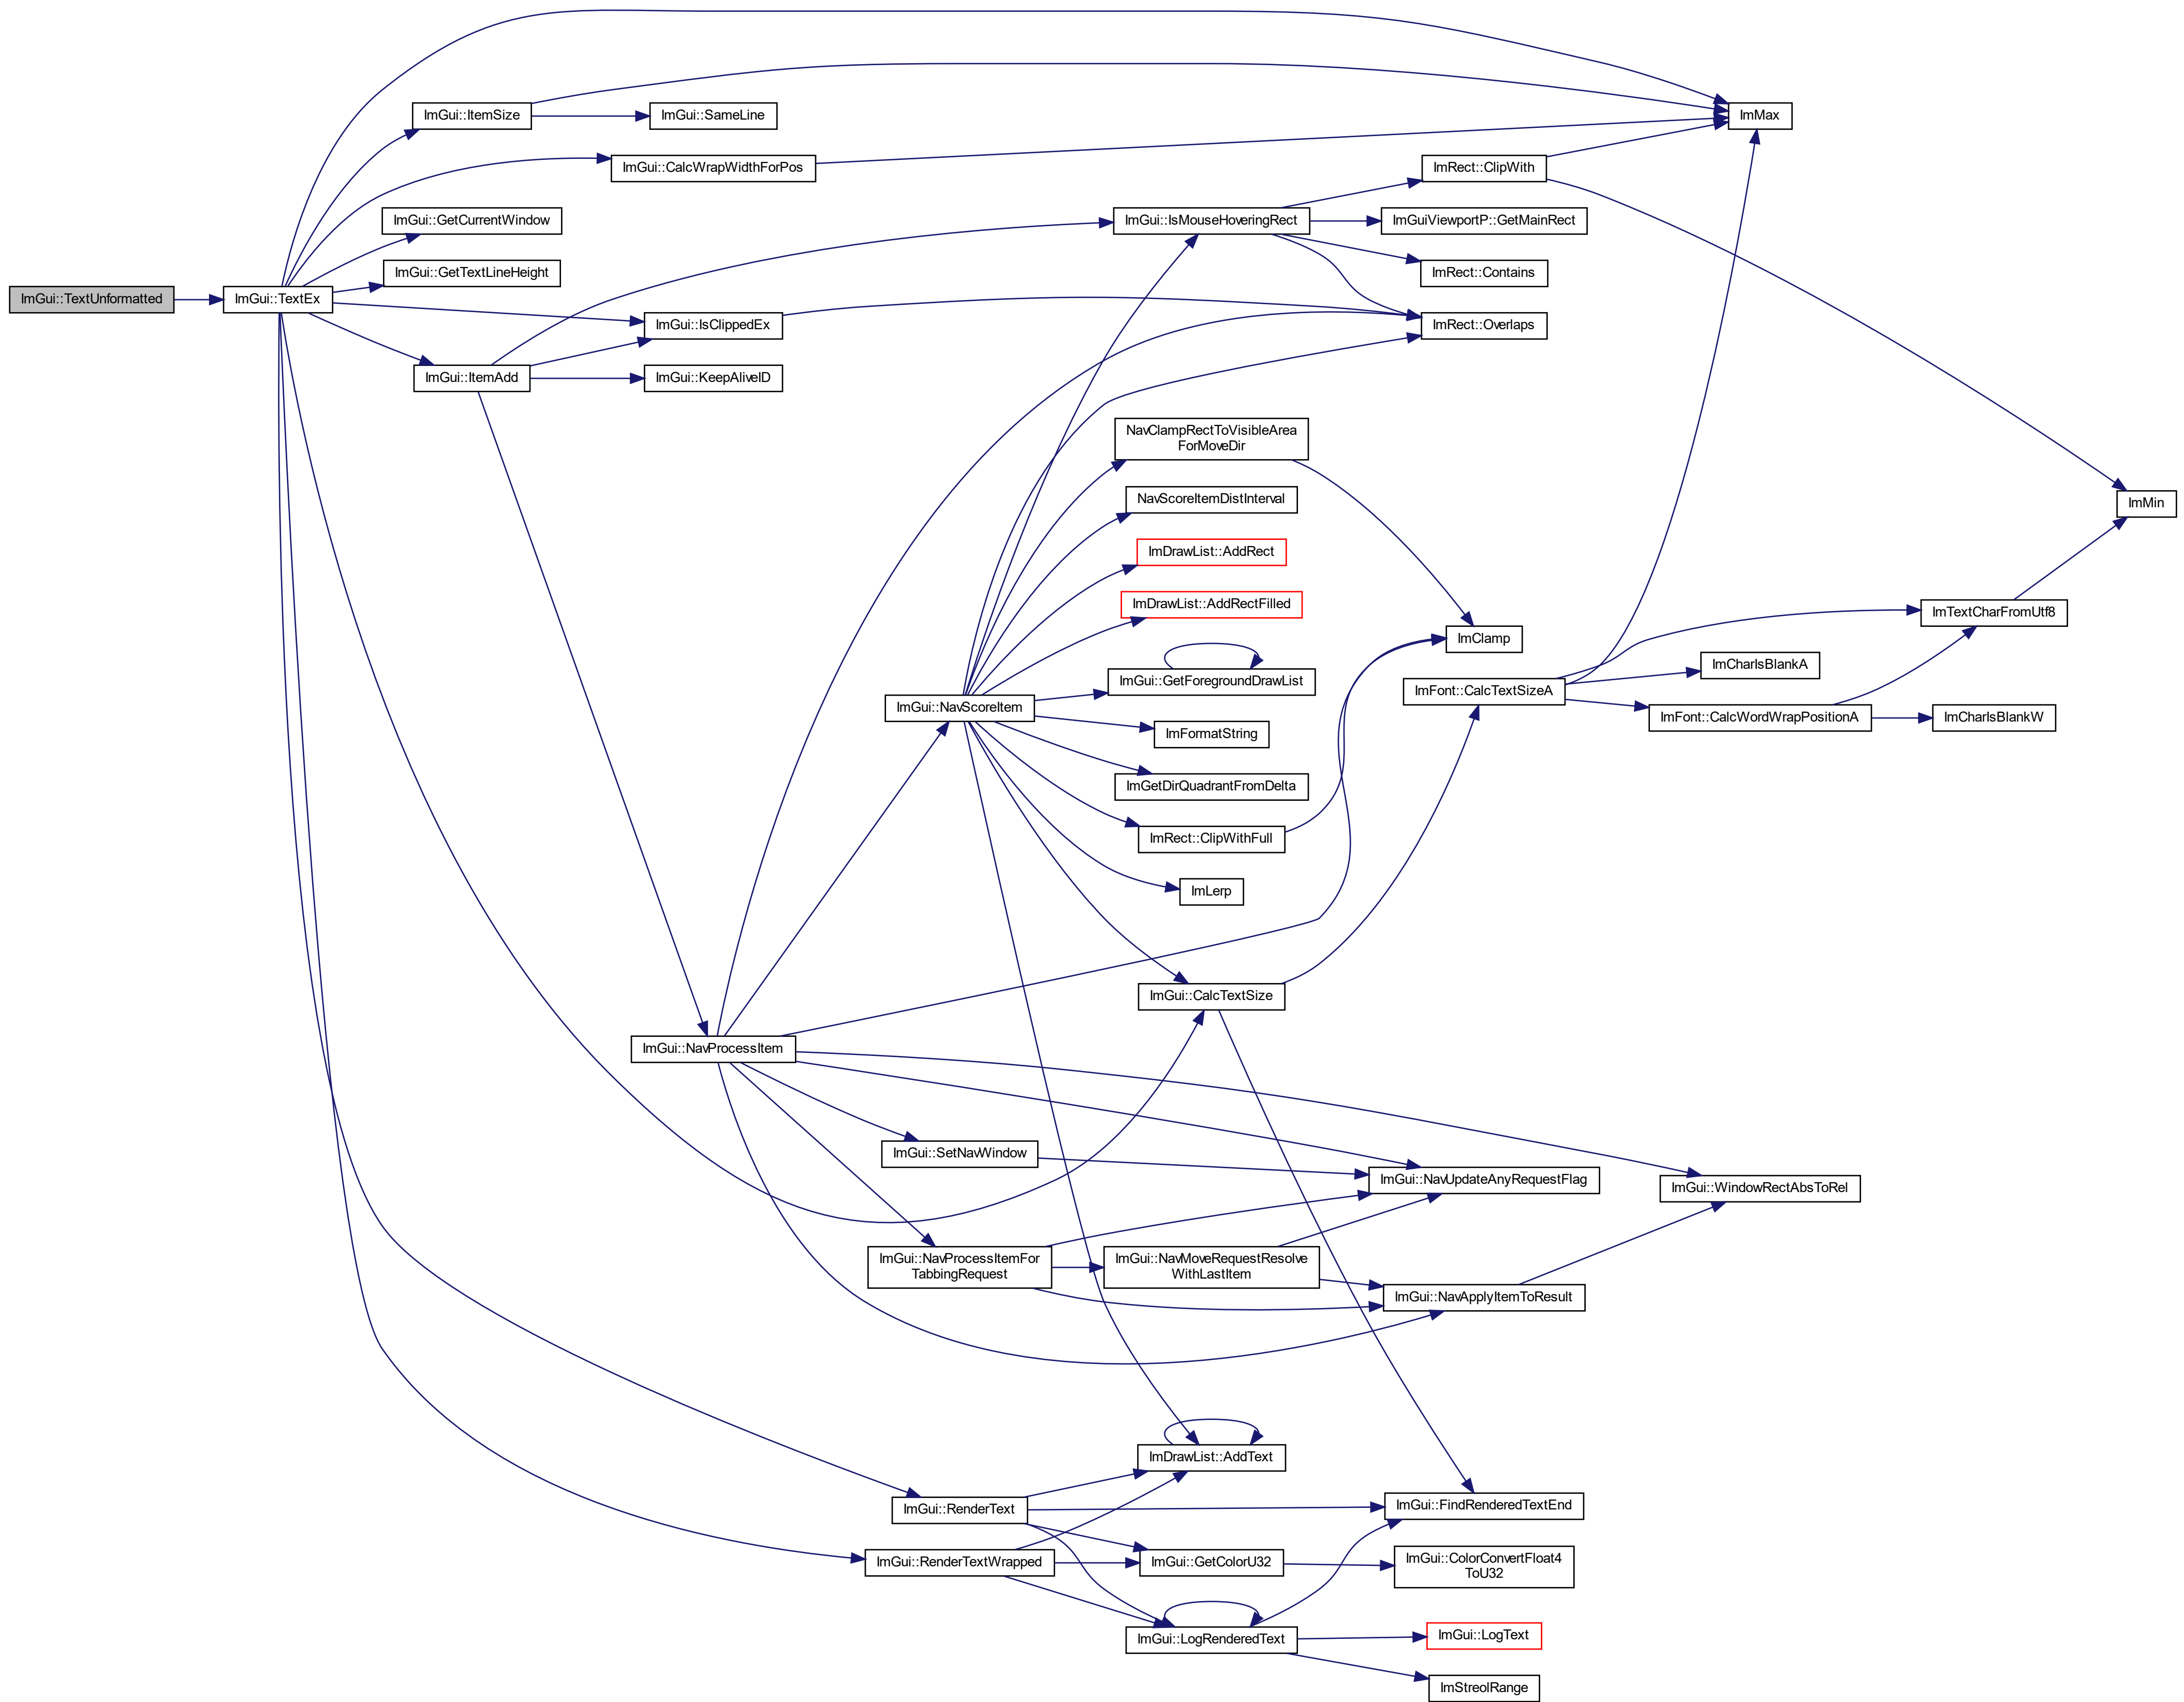 ImGui::TextUnformatted
ImGui::TextEx
ImGui::ItemSize
ImGui::SameLine
ImGui::CalcWrapWidthForPos
ImGui::GetCurrentWindow
ImGui::GetTextLineHeight
ImGui::IsClippedEx
ImGui::ItemAdd
ImGui::KeepAliveID
ImGui::IsMouseHoveringRect
ImRect::ClipWith
ImGuiViewportP::GetMainRect
ImRect::Contains
ImRect::Overlaps
ImMax
ImMin
NavClampRectToVisibleArea
ForMoveDir
NavScoreItemDistInterval
ImDrawList::AddRect
ImDrawList::AddRectFilled
ImGui::GetForegroundDrawList
ImGui::NavScoreItem
ImFormatString
ImGetDirQuadrantFromDelta
ImRect::ClipWithFull
ImLerp
ImClamp
ImFont::CalcTextSizeA
ImTextCharFromUtf8
ImCharIsBlankA
ImFont::CalcWordWrapPositionA
ImCharIsBlankW
ImGui::CalcTextSize
ImGui::NavProcessItem
ImGui::SetNavWindow
ImGui::NavUpdateAnyRequestFlag
ImGui::WindowRectAbsToRel
ImGui::NavProcessItemFor
TabbingRequest
ImGui::NavMoveRequestResolve
WithLastItem
ImGui::NavApplyItemToResult
ImDrawList::AddText
ImGui::RenderText
ImGui::FindRenderedTextEnd
ImGui::RenderTextWrapped
ImGui::GetColorU32
ImGui::ColorConvertFloat4
ToU32
ImGui::LogRenderedText
ImGui::LogText
ImStreolRange